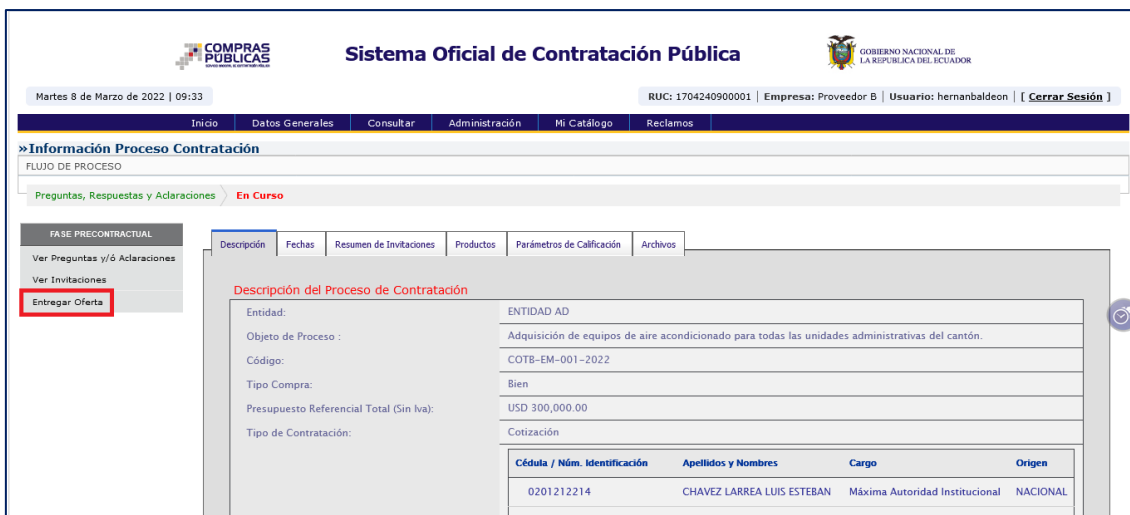 COMPRAS
PÚBLICAS
Sistema Oficial de Contratación Pública
GOBIERNO NACIONAL DE
LA REPUBLICA DEL ECUADOR
Martes 8 de Marzo de 2022 | 09:33
RUC: 1704240900001 | Empresa: Proveedor B | Usuario: hernanbaldeon | [ Cerrar Sesión ]
Inicio Datos Generales Consultar Administración Mi Catálogo Reclamos
»Información Proceso Contratación
FLUJO DE PROCESO
Preguntas, Respuestas y Aclaraciones En Curso
FASE PRECONTRACTUAL
Ver Preguntas y/ó Aclaraciones
Ver Invitaciones
Entregar Oferta
Descripción Fechas Resumen de Invitaciones Productos Parámetros de Calificación Archivos
Descripción del Proceso de Contratación
Entidad: ENTIDAD AD
Objeto de Proceso : Adquisición de equipos de aire acondicionado para todas las unidades administrativas del cantón.
Código: COTB-EM-001-2022
Tipo Compra: Bien
Presupuesto Referencial Total (Sin Iva): USD 300,000.00
Tipo de Contratación: Cotización
Cédula / Núm. Identificación Apellidos y Nombres Cargo Origen
0201212214 CHAVEZ LARREA LUIS ESTEBAN Máxima Autoridad Institucional NACIONAL